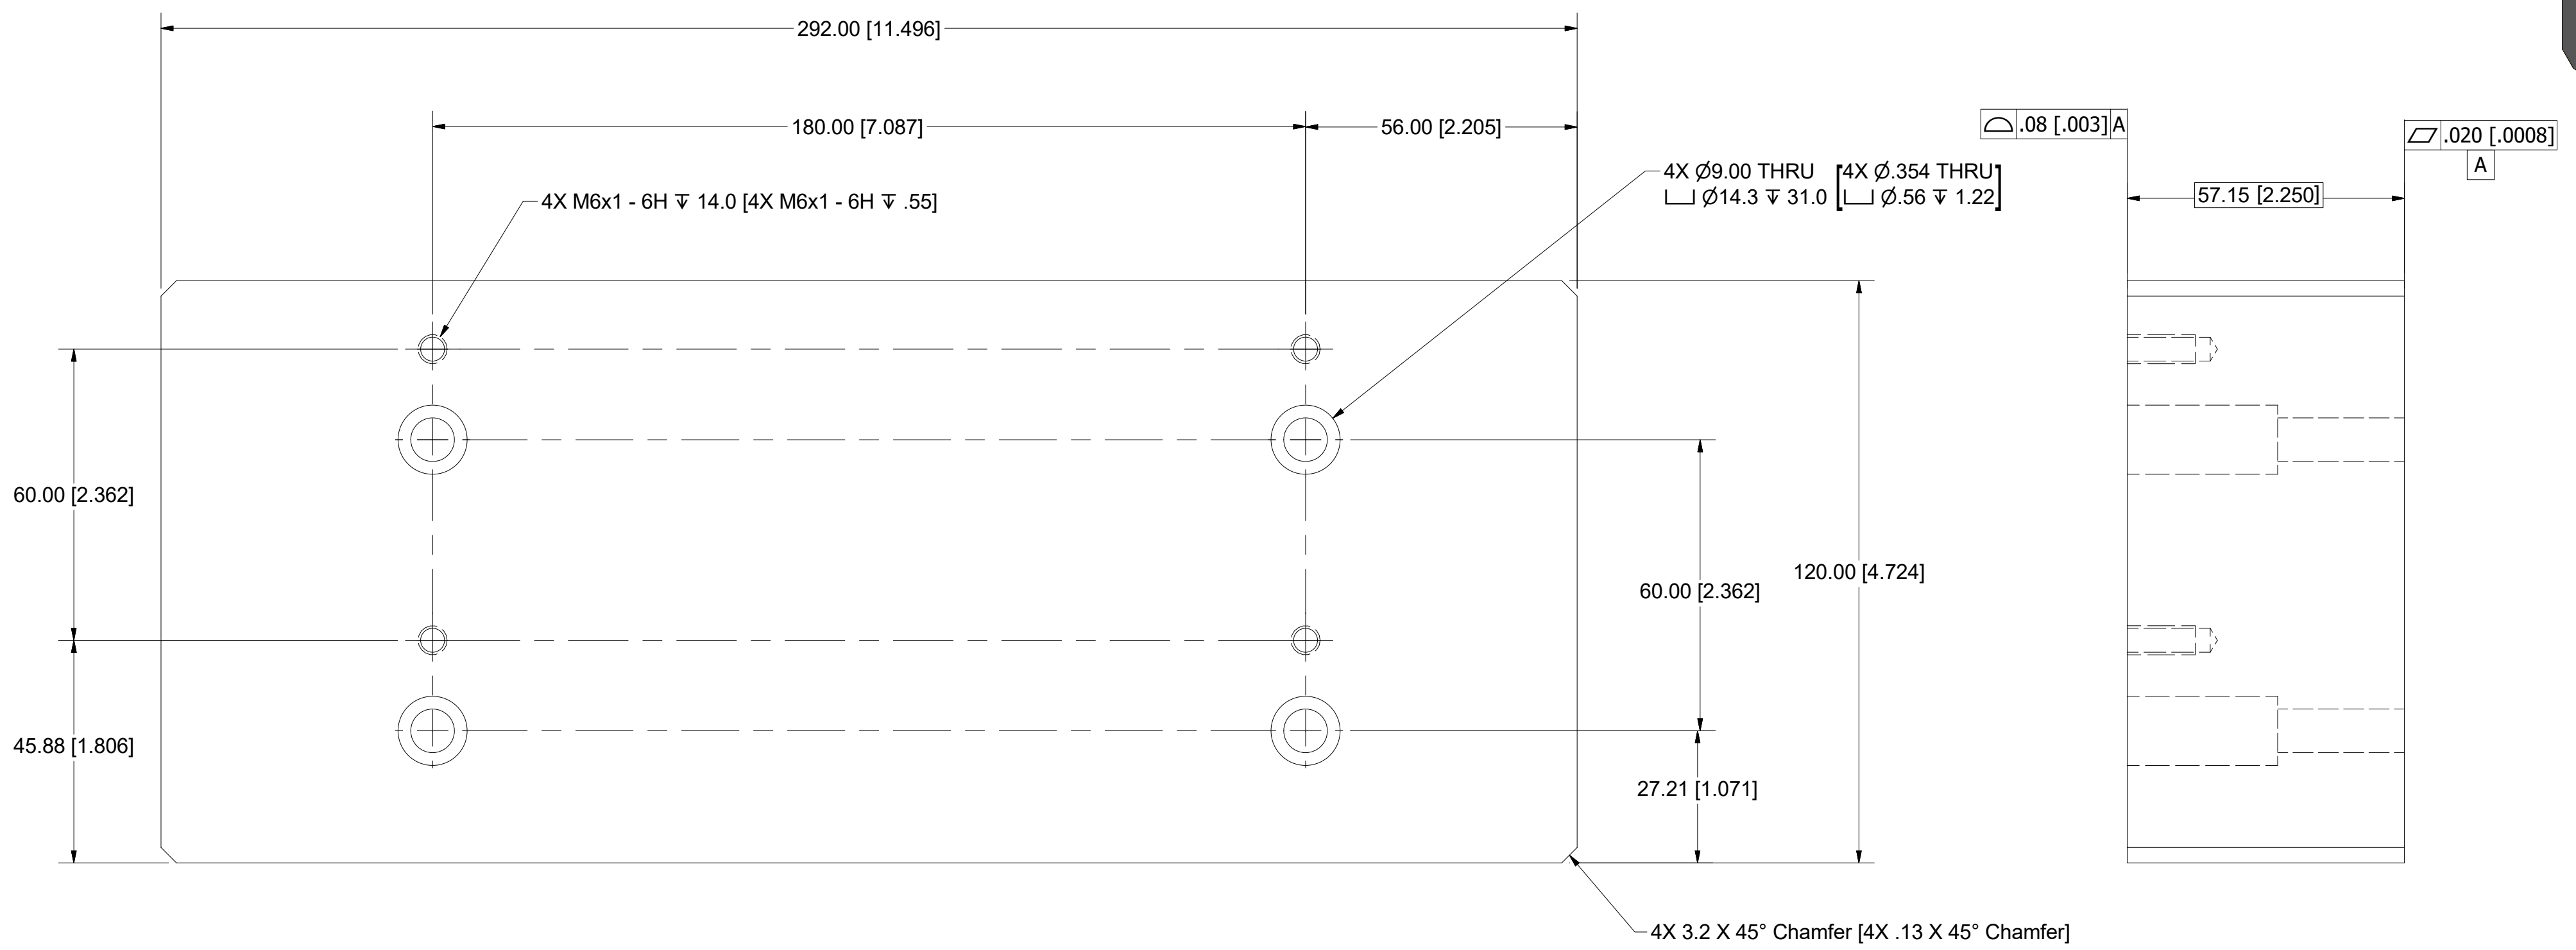 292.00 [11.496]
180.00 [7.087]
56.00 [2.205]
⌓ .08 [.003] A
⏥ .020 [.0008]
A
4X Ø9.00 THRU [4X Ø.354 THRU]
⌴ Ø14.3 ↧ 31.0 [⌴ Ø.56 ↧ 1.22]
57.15 [2.250]
4X M6x1 - 6H ↧ 14.0 [4X M6x1 - 6H ↧ .55]
60.00 [2.362]
120.00 [4.724]
60.00 [2.362]
45.88 [1.806]
27.21 [1.071]
4X 3.2 X 45° Chamfer [4X .13 X 45° Chamfer]